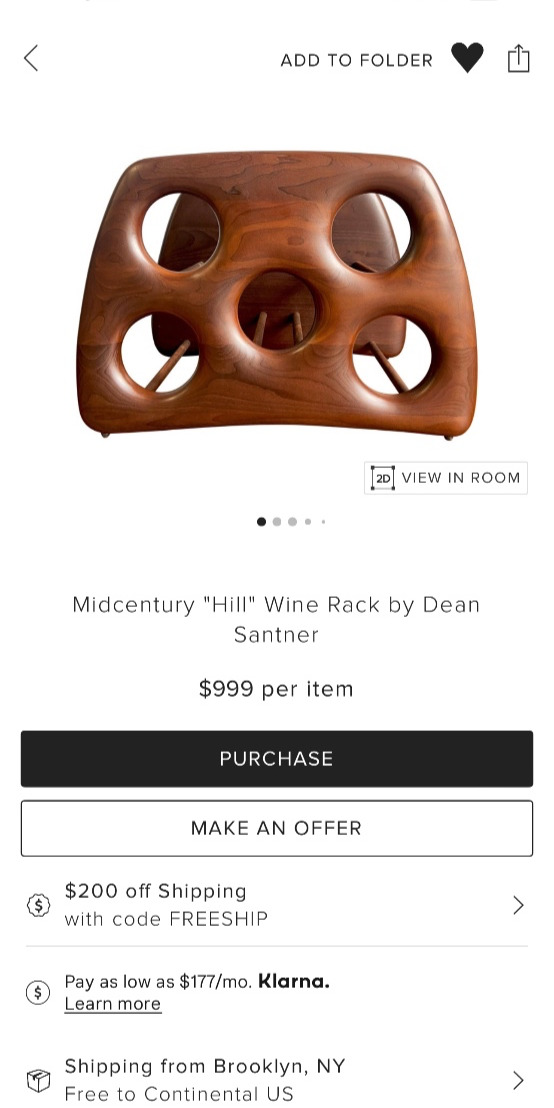 ADD TO FOLDER
2D VIEW IN ROOM
Midcentury "Hill" Wine Rack by Dean
Santner
$999 per item
PURCHASE
MAKE AN OFFER
$200 off Shipping
with code FREESHIP
Pay as low as $177/mo. Klarna.
Learn more
Shipping from Brooklyn, NY
Free to Continental US